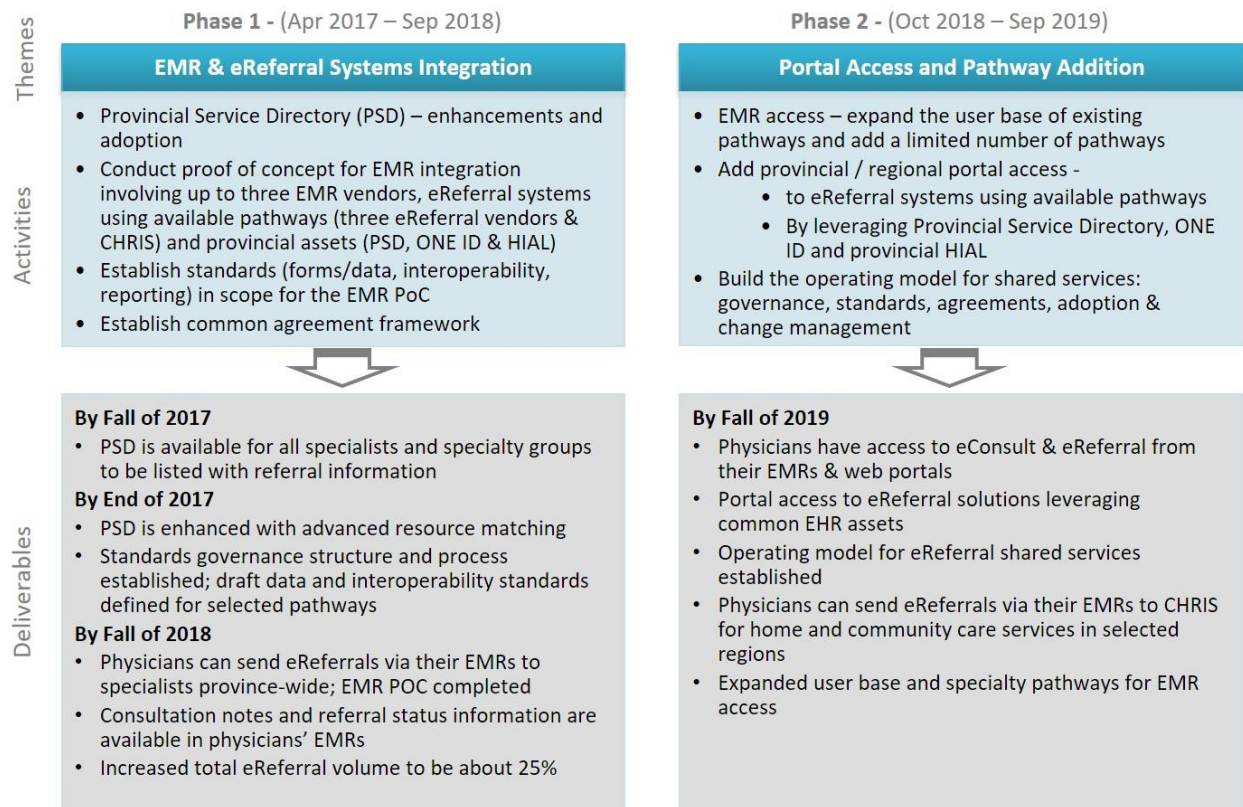 Phase 1 - (Apr 2017 – Sep 2018)
Themes
EMR & eReferral Systems Integration
Activities
• Provincial Service Directory (PSD) – enhancements and
adoption
• Conduct proof of concept for EMR integration
involving up to three EMR vendors, eReferral systems
using available pathways (three eReferral vendors &
CHRIS) and provincial assets (PSD, ONE ID & HIAL)
• Establish standards (forms/data, interoperability,
reporting) in scope for the EMR PoC
• Establish common agreement framework
Deliverables
By Fall of 2017
• PSD is available for all specialists and specialty groups
to be listed with referral information
By End of 2017
• PSD is enhanced with advanced resource matching
• Standards governance structure and process
established; draft data and interoperability standards
defined for selected pathways
By Fall of 2018
• Physicians can send eReferrals via their EMRs to
specialists province-wide; EMR POC completed
• Consultation notes and referral status information are
available in physicians’ EMRs
• Increased total eReferral volume to be about 25%
Phase 2 - (Oct 2018 – Sep 2019)
Portal Access and Pathway Addition
• EMR access – expand the user base of existing
pathways and add a limited number of pathways
• Add provincial / regional portal access -
• to eReferral systems using available pathways
• By leveraging Provincial Service Directory, ONE
ID and provincial HIAL
• Build the operating model for shared services:
governance, standards, agreements, adoption &
change management
By Fall of 2019
• Physicians have access to eConsult & eReferral from
their EMRs & web portals
• Portal access to eReferral solutions leveraging
common EHR assets
• Operating model for eReferral shared services
established
• Physicians can send eReferrals via their EMRs to CHRIS
for home and community care services in selected
regions
• Expanded user base and specialty pathways for EMR
access